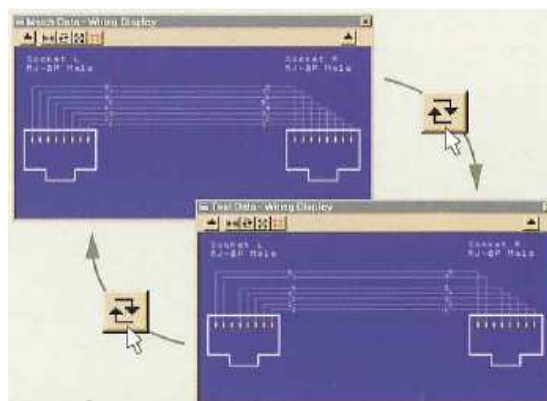 Match Data - Wiring Display
Socket L
RJ-8P Male
Socket R
RJ-8P Male
Test Data - Wiring Display
Socket L
RJ-8P Male
Socket R
RJ-8P Male